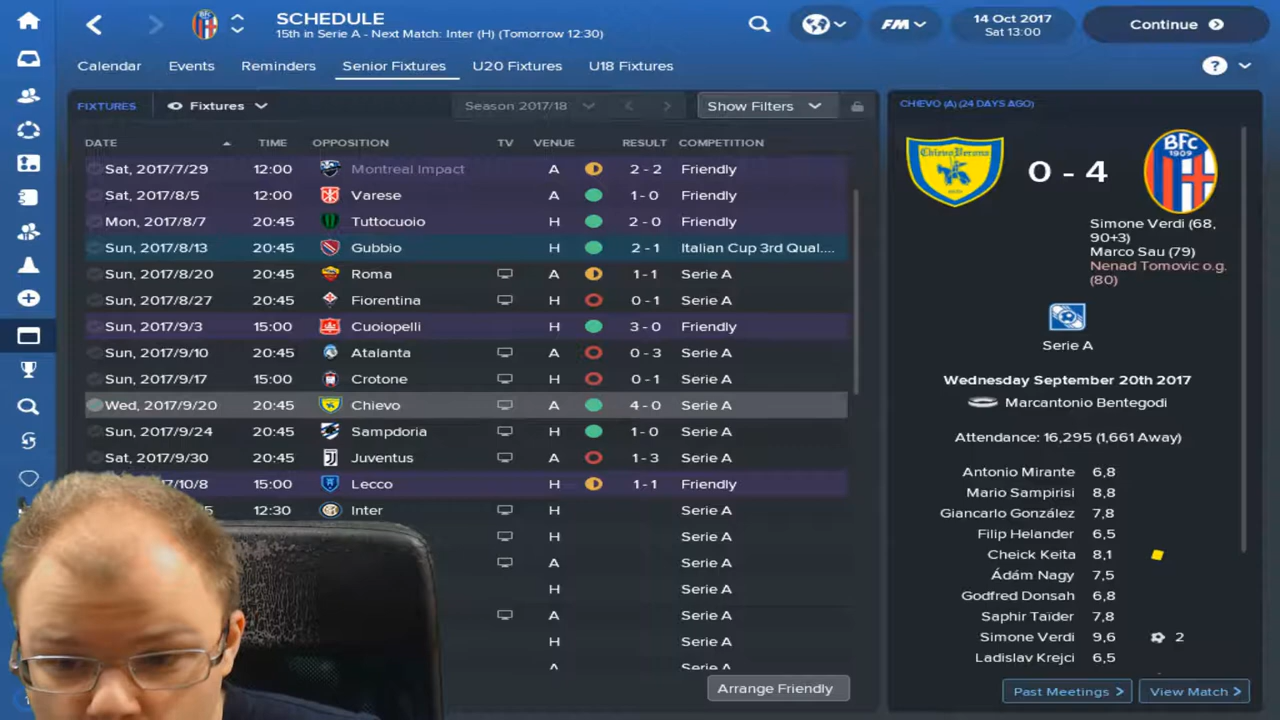 SCHEDULE
15th in Serie A - Next Match: Inter (H) (Tomorrow 12:30)
FM
14 Oct 2017
Sat 13:00
Continue
Calendar Events Reminders Senior Fixtures U20 Fixtures U18 Fixtures
?
FIXTURES Fixtures Season 2017/18 Show Filters
DATE TIME OPPOSITION TV VENUE RESULT COMPETITION
Sat, 2017/7/29 12:00 Montreal Impact A 2 - 2 Friendly
Sat, 2017/8/5 12:00 Varese A 1 - 0 Friendly
Mon, 2017/8/7 20:45 Tuttocuoio H 2 - 0 Friendly
Sun, 2017/8/13 20:45 Gubbio H 2 - 1 Italian Cup 3rd Qual....
Sun, 2017/8/20 20:45 Roma A 1 - 1 Serie A
Sun, 2017/8/27 20:45 Fiorentina H 0 - 1 Serie A
Sun, 2017/9/3 15:00 Cuoiopelli H 3 - 0 Friendly
Sun, 2017/9/10 20:45 Atalanta A 0 - 3 Serie A
Sun, 2017/9/17 15:00 Crotone H 0 - 1 Serie A
Wed, 2017/9/20 20:45 Chievo A 4 - 0 Serie A
Sun, 2017/9/24 20:45 Sampdoria H 1 - 0 Serie A
Sat, 2017/9/30 20:45 Juventus A 1 - 3 Serie A
17/10/8 15:00 Lecco H 1 - 1 Friendly
5 12:30 Inter H Serie A
H Serie A
A Serie A
H Serie A
A Serie A
H Serie A
A Serie A
Arrange Friendly
CHIEVO (A) (24 DAYS AGO)
ChievoVerona
0 - 4
BFC
1909
Simone Verdi (68,
90+3)
Marco Sau (79)
Nenad Tomovic o.g.
(80)
Serie A
Wednesday September 20th 2017
Marcantonio Bentegodi
Attendance: 16,295 (1,661 Away)
Antonio Mirante 6,8
Mario Sampirisi 8,8
Giancarlo González 7,8
Filip Helander 6,5
Cheick Keita 8,1
Ádám Nagy 7,5
Godfred Donsah 6,8
Saphir Taïder 7,8
Simone Verdi 9,6 2
Ladislav Krejci 6,5
Past Meetings >
View Match >